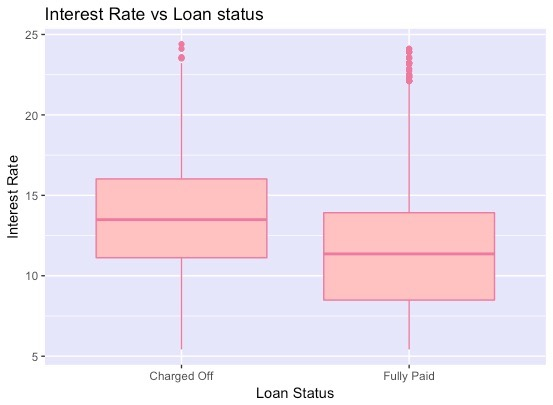 Interest Rate vs Loan status
25
20
15
10
5
Interest Rate
Charged Off
Fully Paid
Loan Status